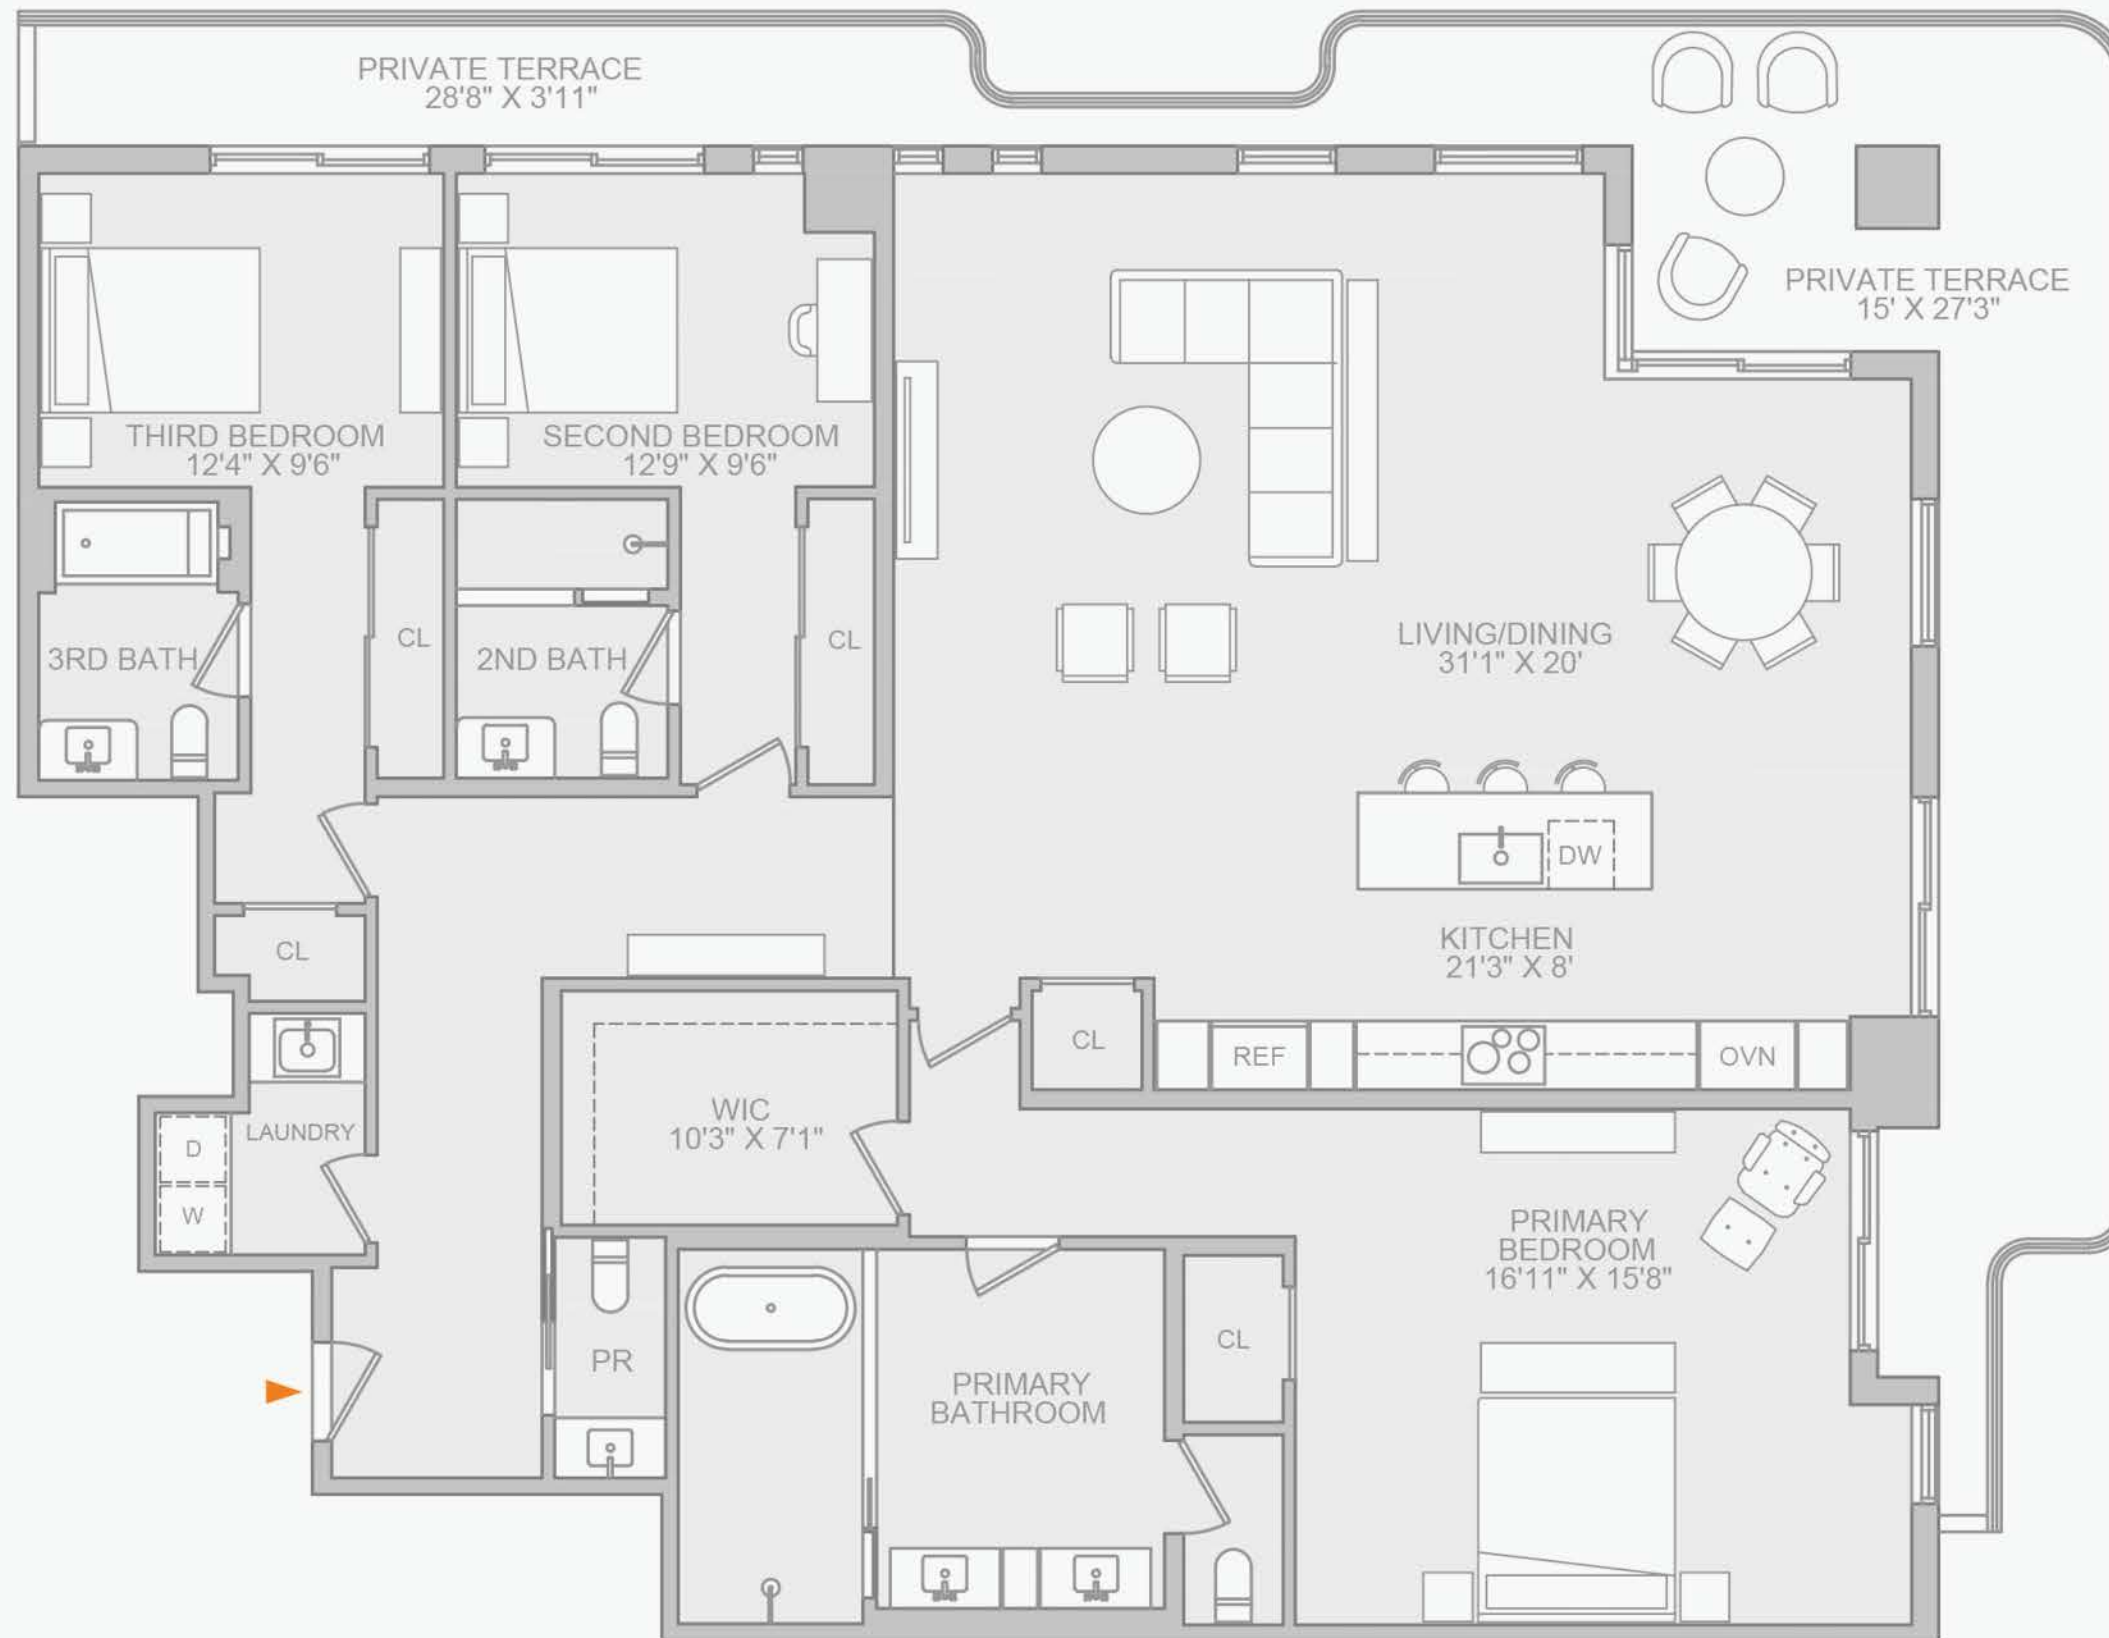 PRIVATE TERRACE
28'8" X 3'11"
PRIVATE TERRACE
15' X 27'3"
THIRD BEDROOM
12'4" X 9'6"
SECOND BEDROOM
12'9" X 9'6"
3RD BATH
CL
2ND BATH
CL
LIVING/DINING
31'1" X 20'
DW
KITCHEN
21'3" X 8'
CL
CL
REF
OVN
WIC
10'3" X 7'1"
LAUNDRY
D
W
PRIMARY
BEDROOM
16'11" X 15'8"
PR
CL
PRIMARY
BATHROOM